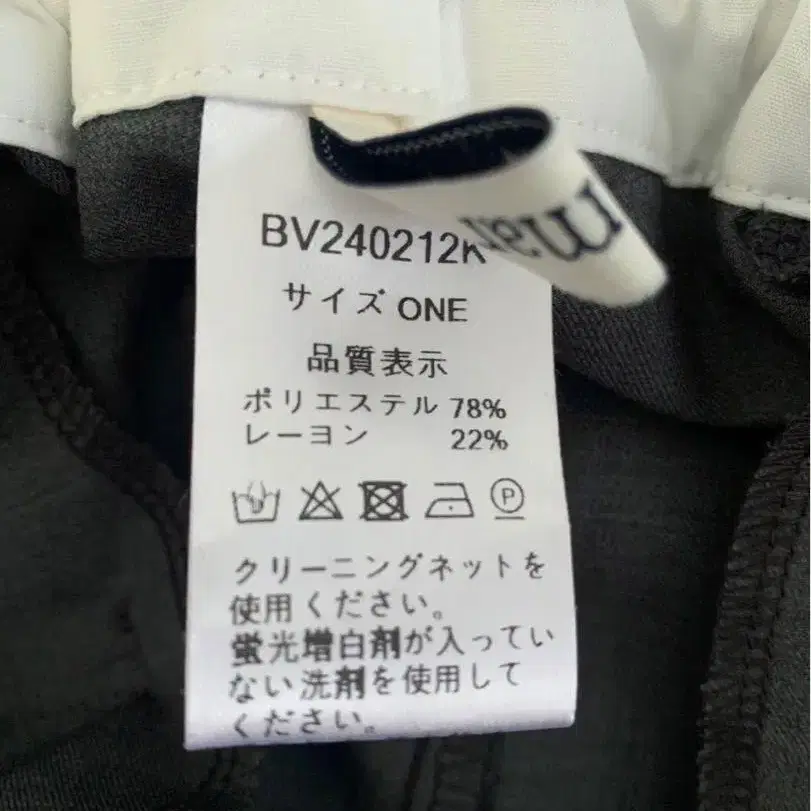 BV240212K
サイズ ONE
品質表示
ポリエステル 78%
レーヨン 22%
P
クリーニングネットを
使用ください。
蛍光増白剤が入ってい
ない洗剤を使用して
ください。